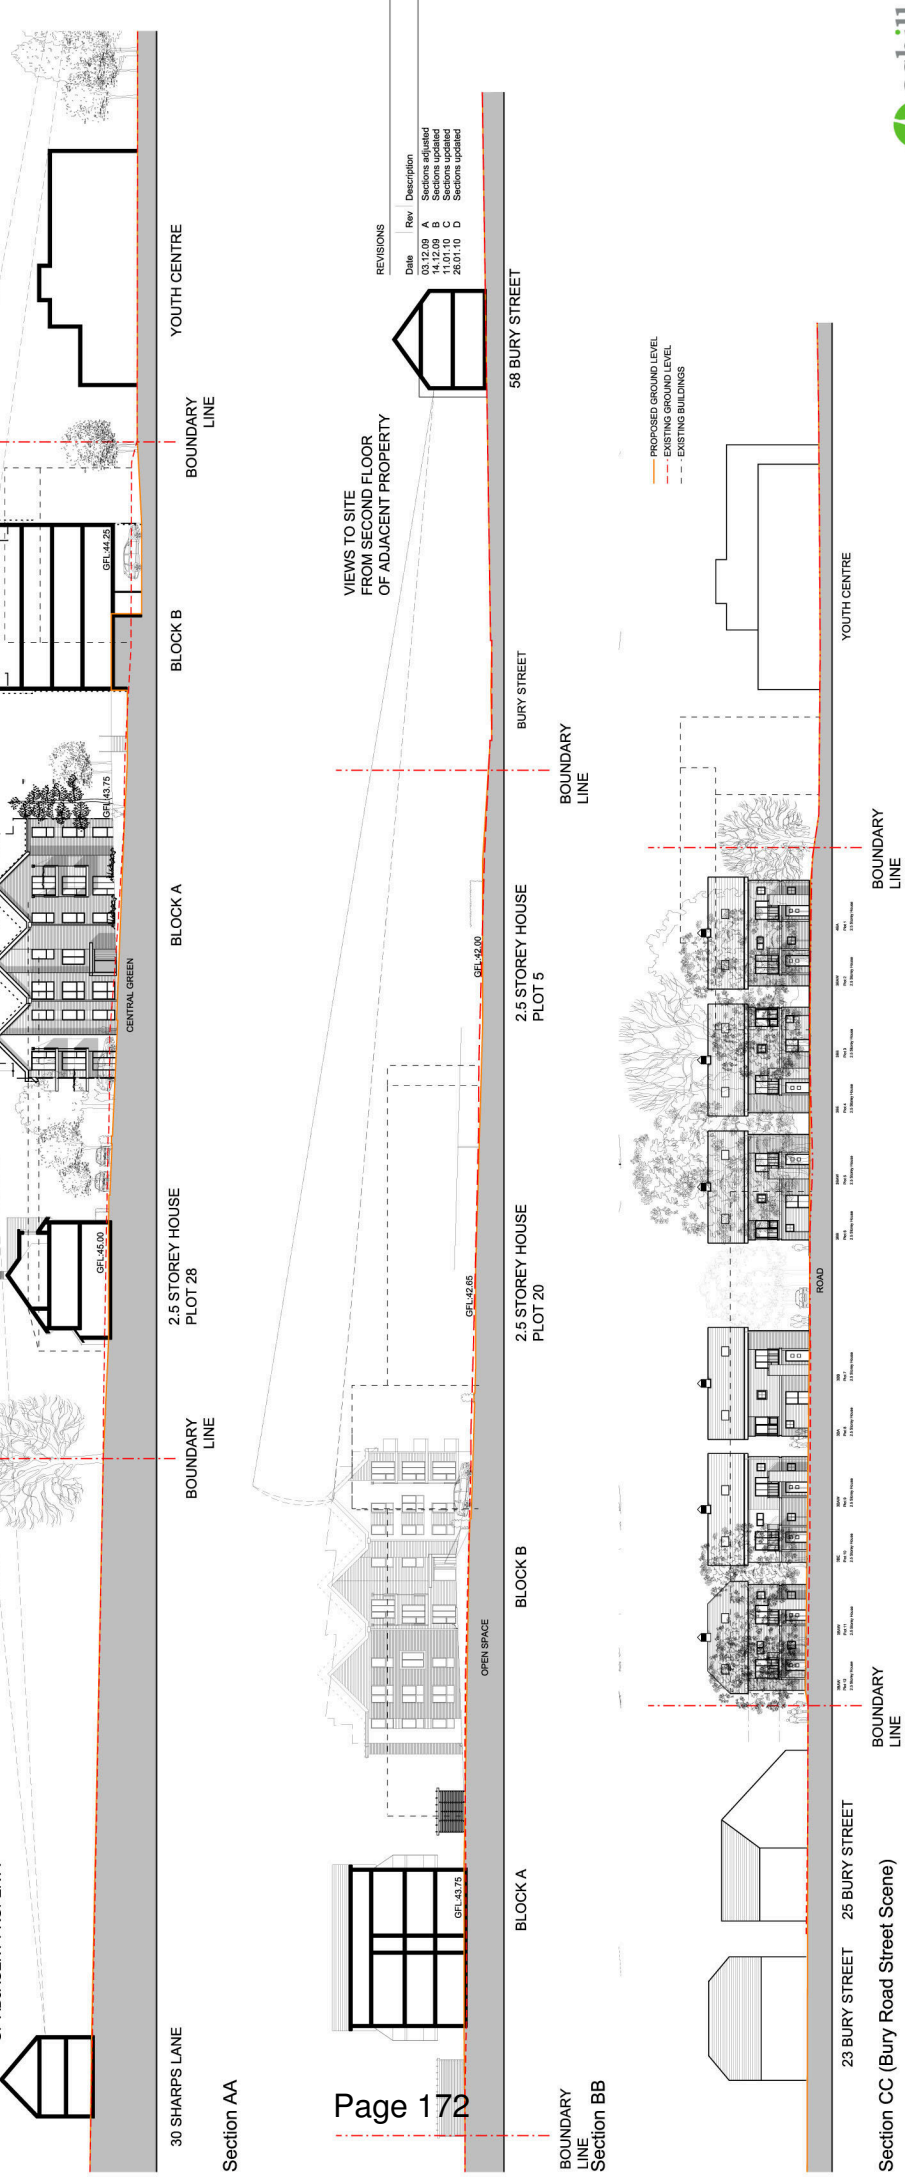 30 SHARPS LANE
BOUNDARY
LINE
GFL:45.00
2.5 STOREY HOUSE
PLOT 28
CENTRAL GREEN
BLOCK A
GFL:43.75
BLOCK B
GFL:44.25
BOUNDARY
LINE
YOUTH CENTRE
Section AA
BOUNDARY
LINE
GFL:43.75
BLOCK A
OPEN SPACE
BLOCK B
GFL:42.65
2.5 STOREY HOUSE
PLOT 20
GFL:42.00
2.5 STOREY HOUSE
PLOT 5
BOUNDARY
LINE
BURY STREET
VIEWS TO SITE
FROM SECOND FLOOR
OF ADJACENT PROPERTY
58 BURY STREET
REVISIONS
Date Rev Description
03.12.09 A Sections adjusted
14.12.09 B Sections updated
11.01.10 C Sections updated
26.01.10 D Sections updated
Section BB
23 BURY STREET
25 BURY STREET
BOUNDARY
LINE
ROAD
BOUNDARY
LINE
YOUTH CENTRE
PROPOSED GROUND LEVEL
EXISTING GROUND LEVEL
EXISTING BUILDINGS
Section CC (Bury Road Street Scene)
Page 172